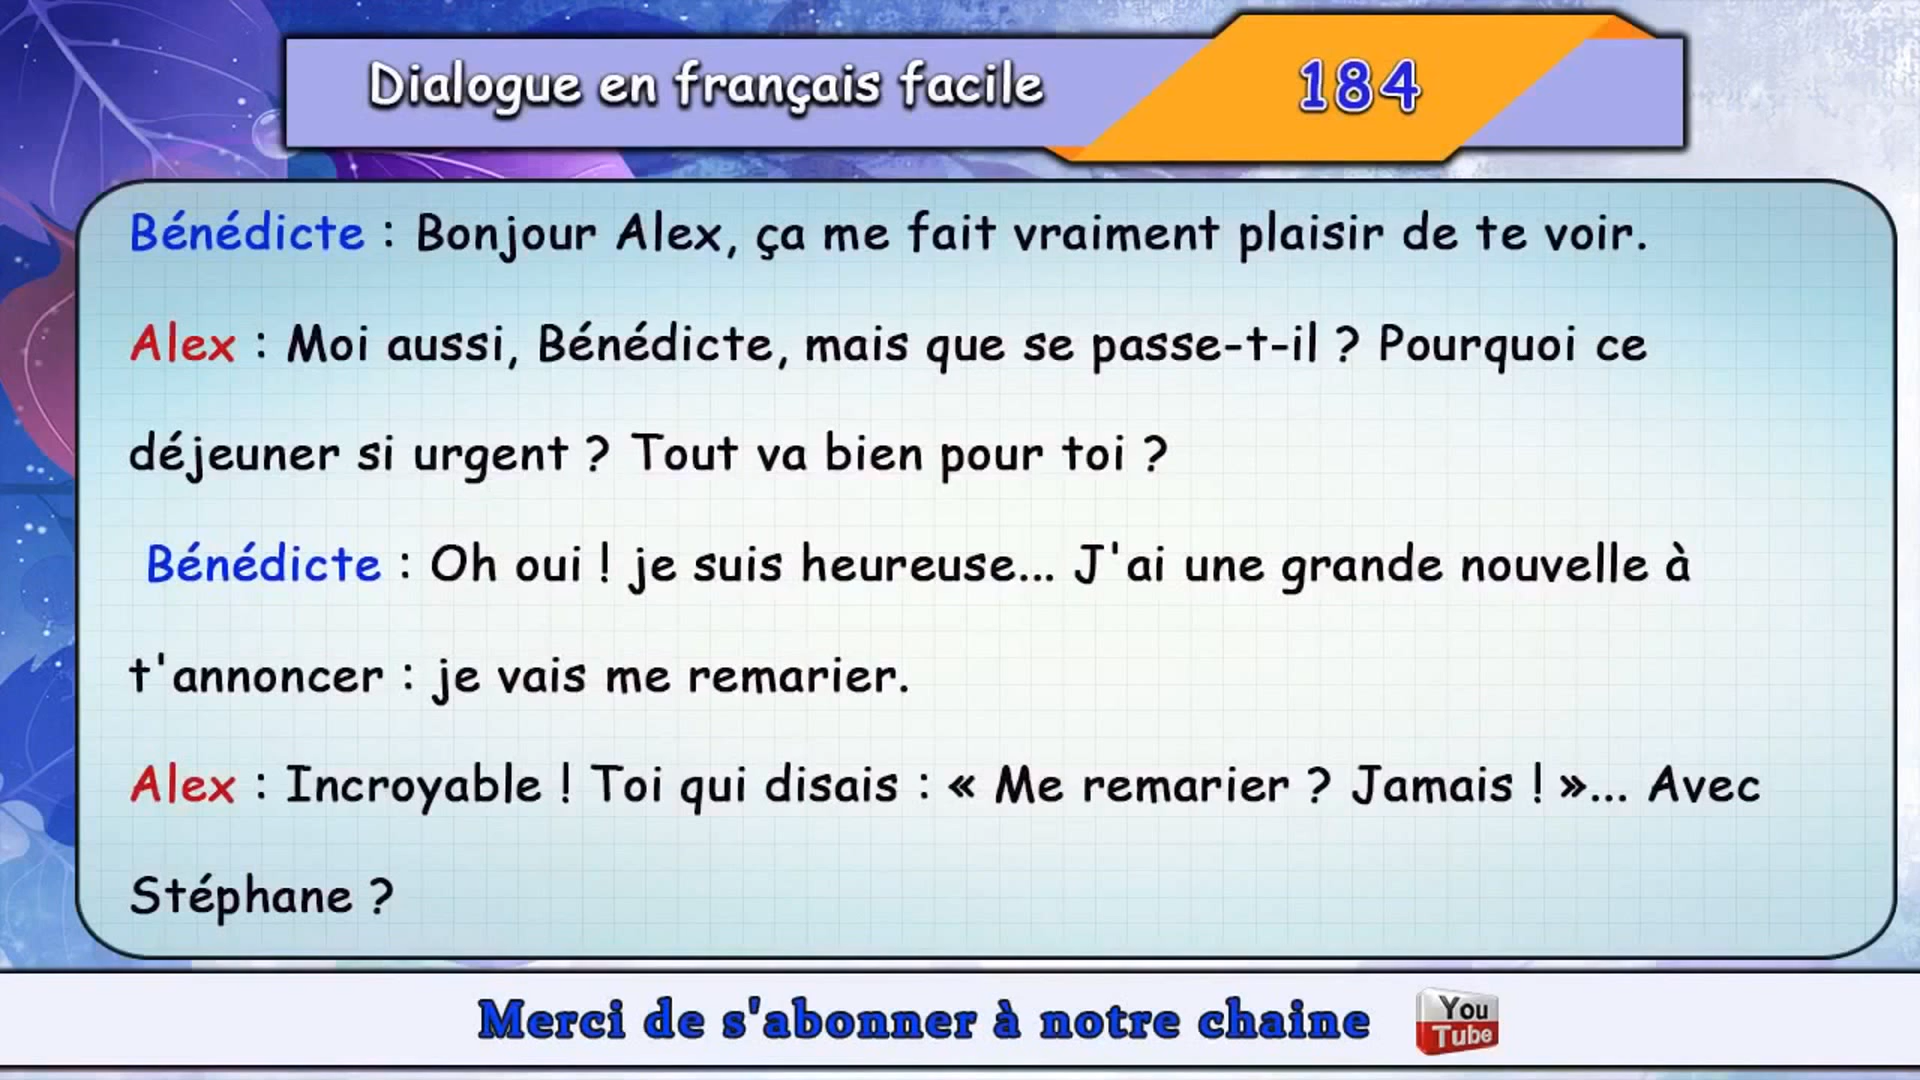 Dialogue en français facile 184
Bénédicte : Bonjour Alex, ça me fait vraiment plaisir de te voir.
Alex : Moi aussi, Bénédicte, mais que se passe-t-il ? Pourquoi ce
déjeuner si urgent ? Tout va bien pour toi ?
Bénédicte : Oh oui ! je suis heureuse... J'ai une grande nouvelle à
t'annoncer : je vais me remarier.
Alex : Incroyable ! Toi qui disais : « Me remarier ? Jamais ! »... Avec
Stéphane ?
Merci de s'abonner à notre chaine
You
Tube